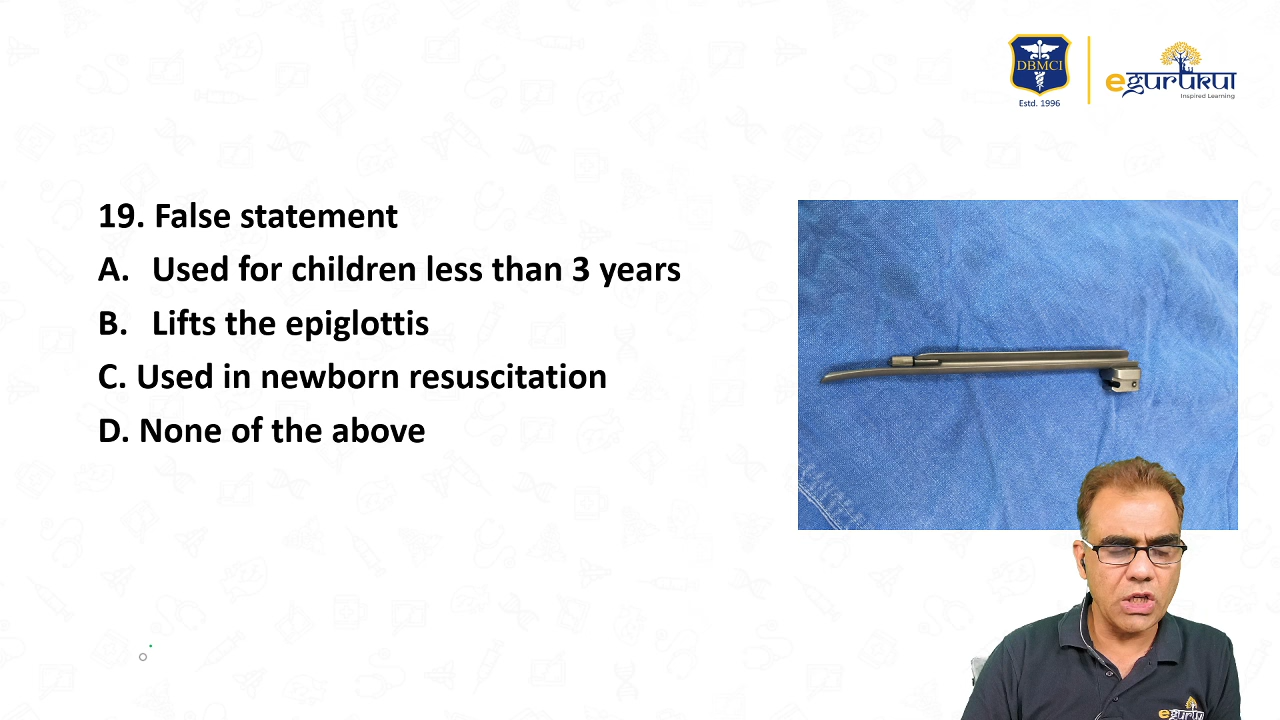 DBMCI
Estd. 1996
egurukul
Inspired Learning
19. False statement
A. Used for children less than 3 years
B. Lifts the epiglottis
C. Used in newborn resuscitation
D. None of the above
egurukul